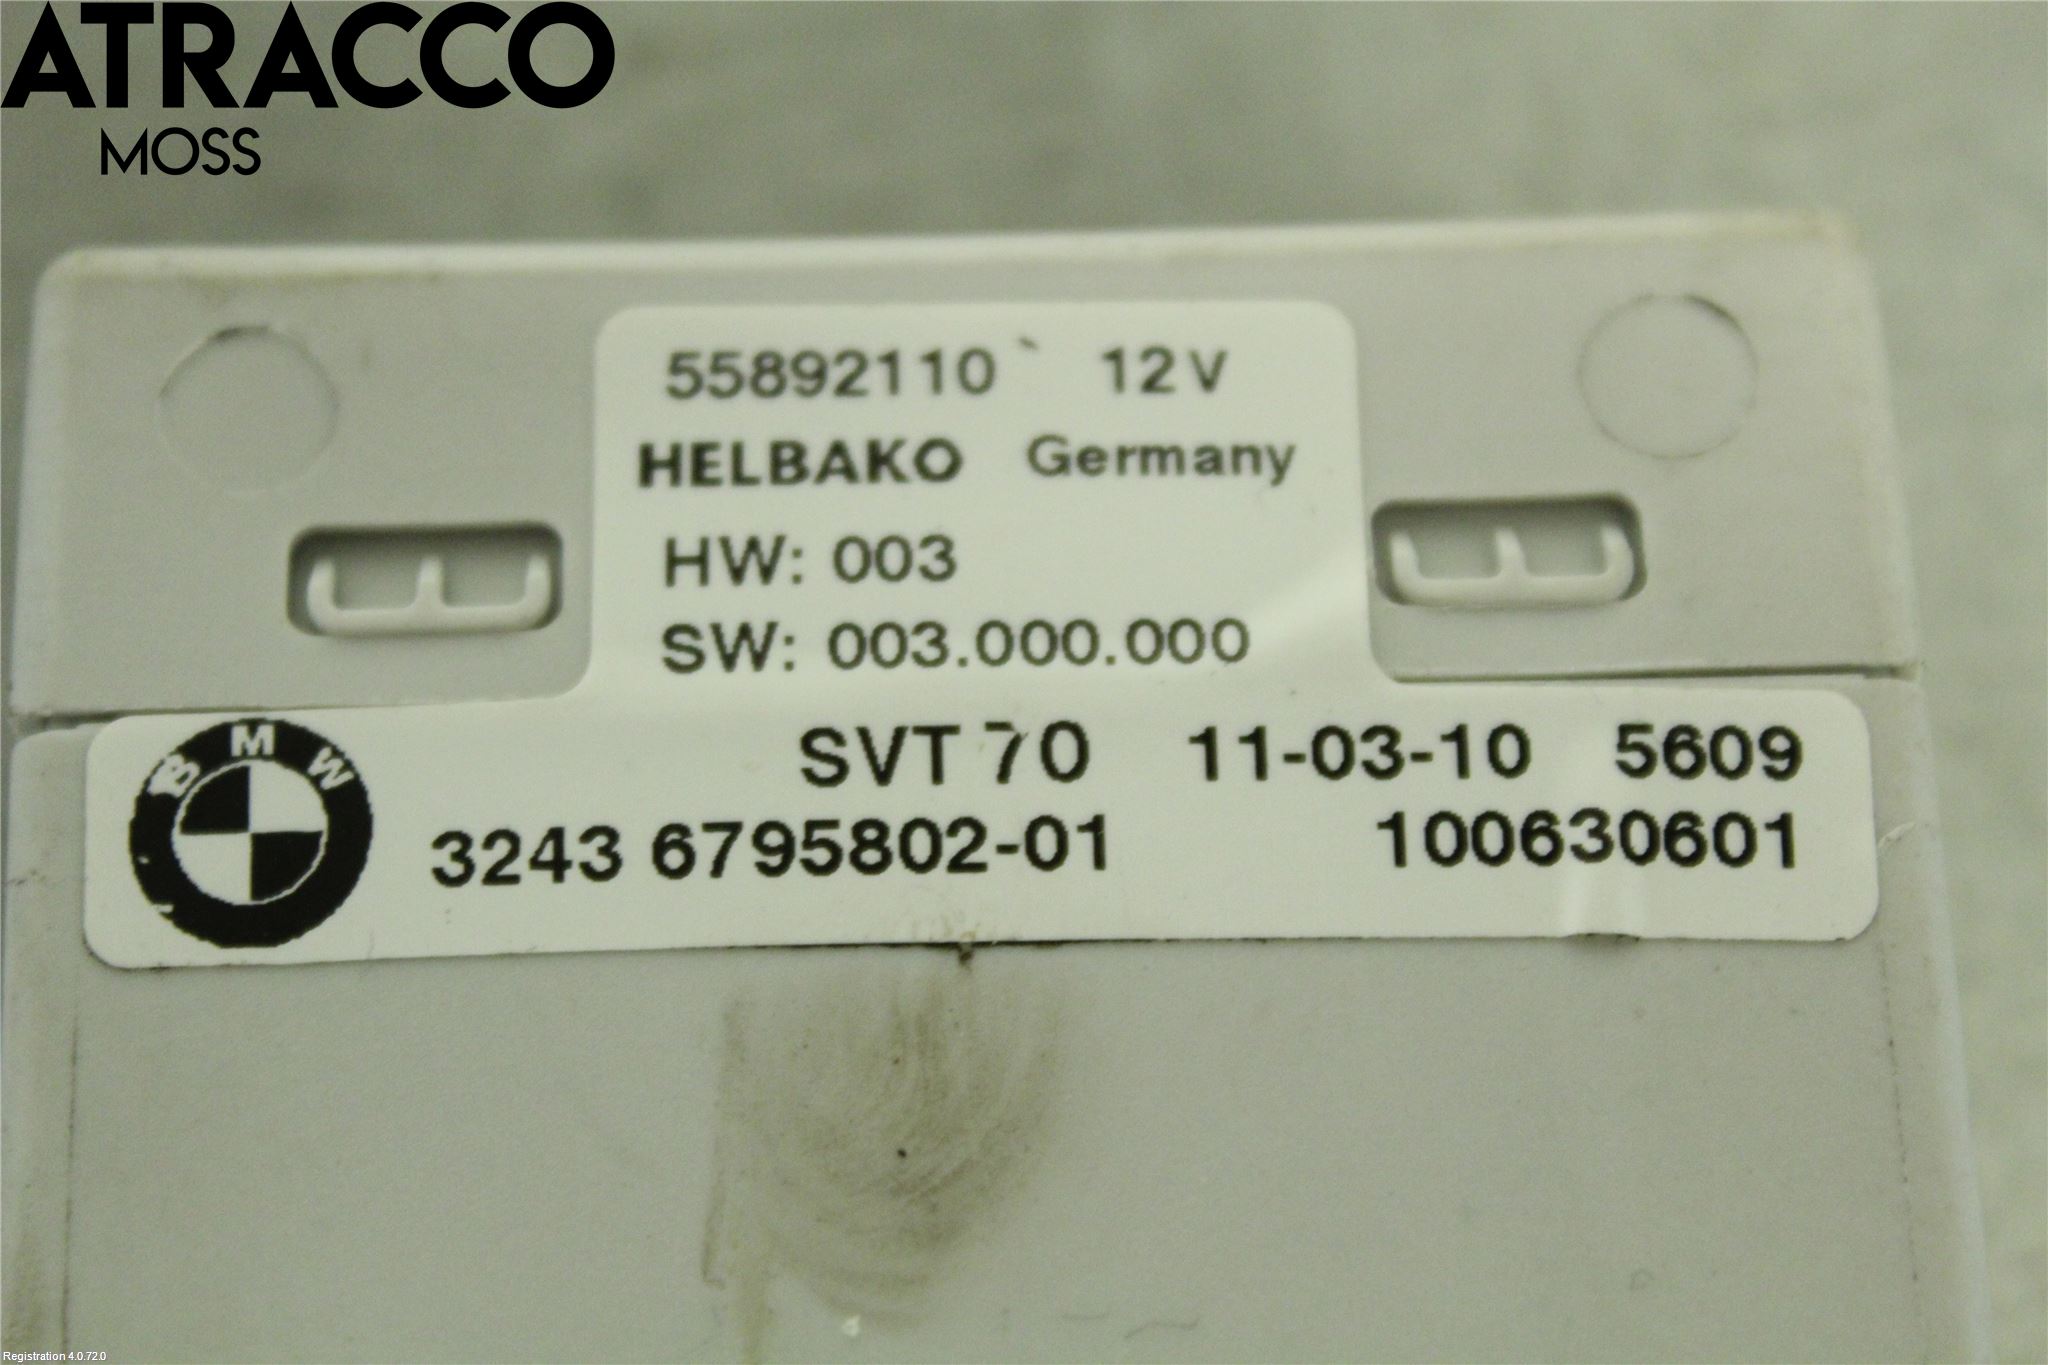 ATRACCO
MOSS
55892110 12V
HELBAKO Germany
HW: 003
SW: 003.000.000
BMW
SVT 70 11-03-10 5609
3243 6795802-01 100630601
Registration 4.0.72.0